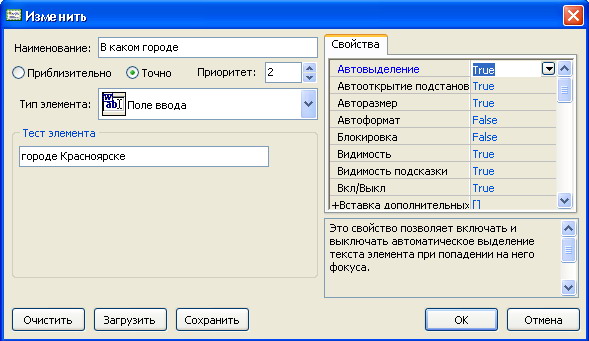 Изменить
Наименование: В каком городе
Приблизительно Точно Приоритет: 2
Тип элемента: Поле ввода
Тест элемента
городе Красноярске
Свойства
Автовыделение True
Автооткрытие подстанов True
Авторазмер True
Автоформат False
Блокировка False
Видимость True
Видимость подсказки True
Вкл/Выкл True
+Вставка дополнительных []
Это свойство позволяет включать и
выключать автоматическое выделение
текста элемента при попадании на него
фокуса.
Очистить Загрузить Сохранить OK Отмена